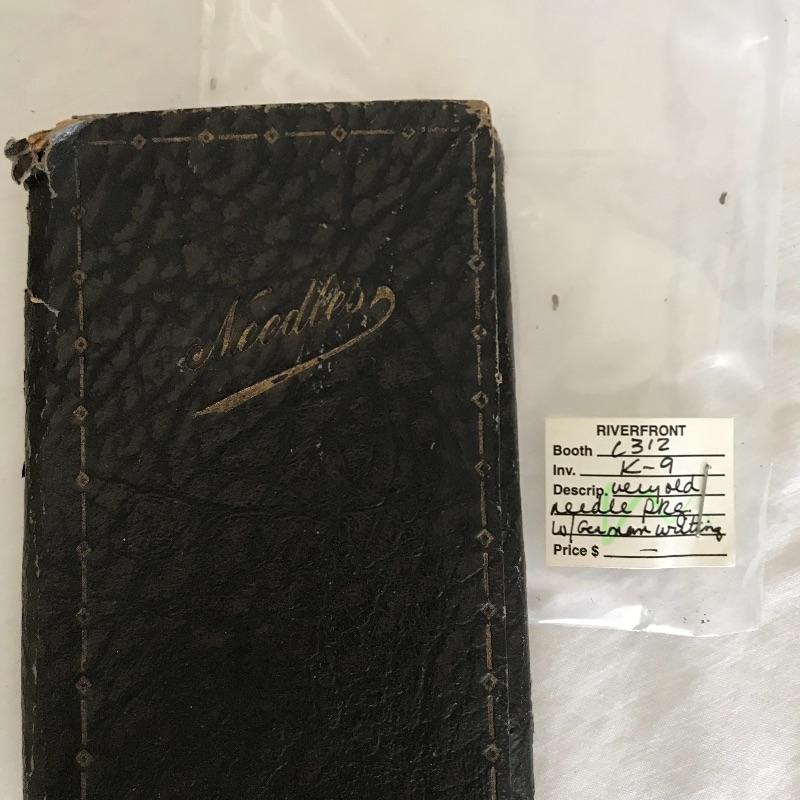 Needles
RIVERFRONT
Booth C312
Inv. K-9
Descrip. very old
needle pkg.
w/German writing
Price $ —